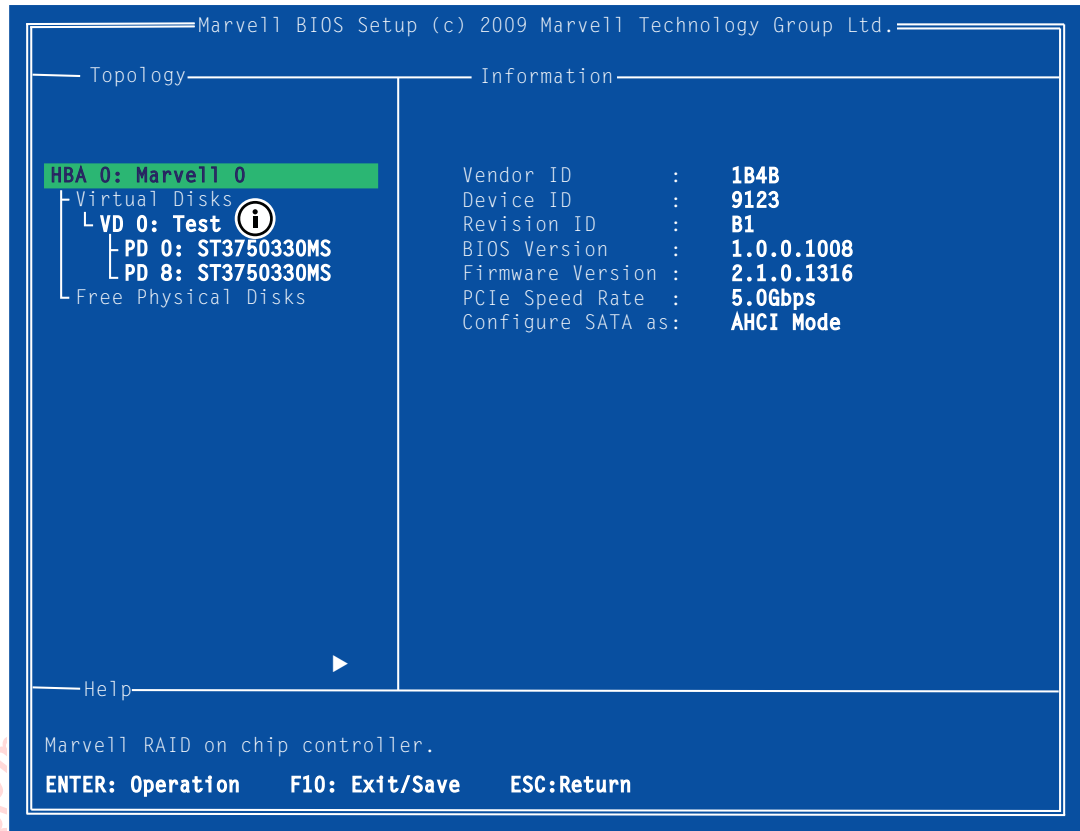 Marvell BIOS Setup (c) 2009 Marvell Technology Group Ltd.
Topology
HBA 0: Marvell 0
Virtual Disks
VD 0: Test
i
PD 0: ST3750330MS
PD 8: ST3750330MS
Free Physical Disks
Information
Vendor ID : 1B4B
Device ID : 9123
Revision ID : B1
BIOS Version : 1.0.0.1008
Firmware Version : 2.1.0.1316
PCIe Speed Rate : 5.0Gbps
Configure SATA as: AHCI Mode
Help
Marvell RAID on chip controller.
ENTER: Operation F10: Exit/Save ESC:Return